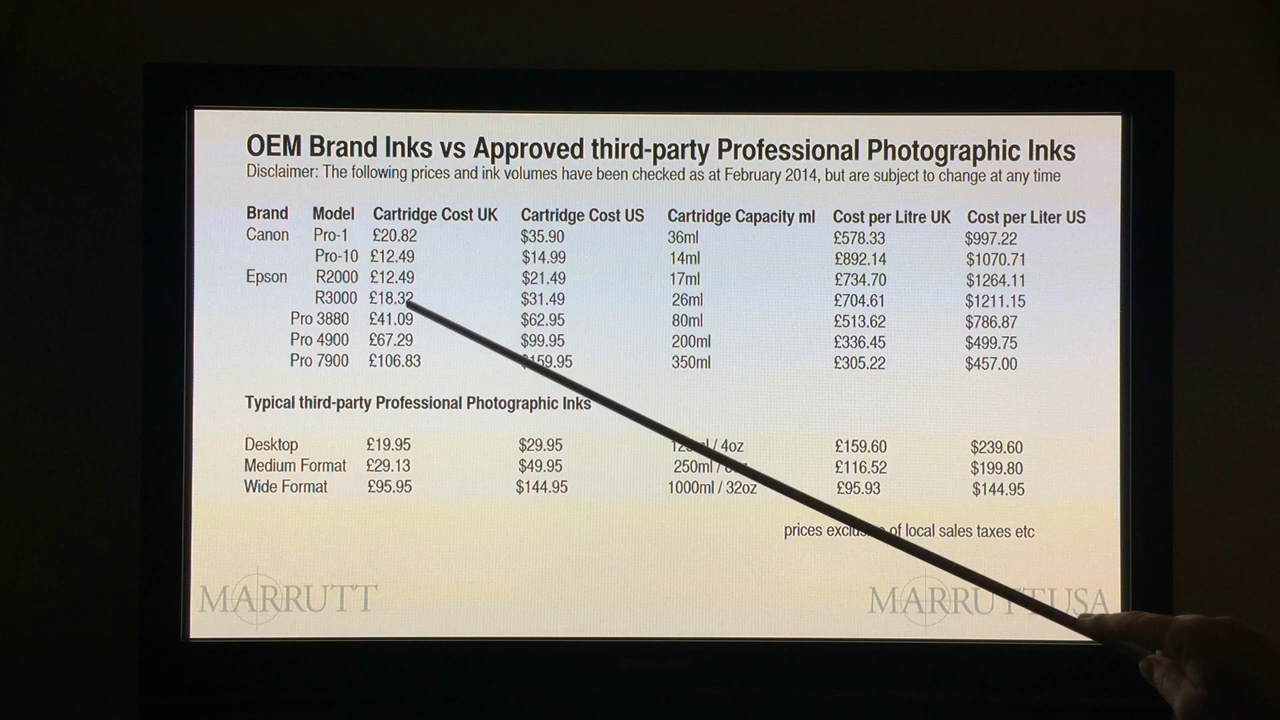 OEM Brand Inks vs Approved third-party Professional Photographic Inks
Disclaimer: The following prices and ink volumes have been checked as at February 2014, but are subject to change at any time
Brand Model Cartridge Cost UK Cartridge Cost US Cartridge Capacity ml Cost per Litre UK Cost per Liter US
Canon Pro-1 £20.82 $35.90 36ml £578.33 $997.22
Pro-10 £12.49 $14.99 14ml £892.14 $1070.71
Epson R2000 £12.49 $21.49 17ml £734.70 $1264.11
R3000 £18.32 $31.49 26ml £704.61 $1211.15
Pro 3880 £41.09 $62.95 80ml £513.62 $786.87
Pro 4900 £67.29 $99.95 200ml £336.45 $499.75
Pro 7900 £106.83 $159.95 350ml £305.22 $457.00
Typical third-party Professional Photographic Inks
Desktop £19.95 $29.95 / 4oz £159.60 $239.60
Medium Format £29.13 $49.95 250ml / £116.52 $199.80
Wide Format £95.95 $144.95 1000ml / 32oz £95.93 $144.95
prices exclusive of local sales taxes etc
MARRUTT MARRUTTUSA